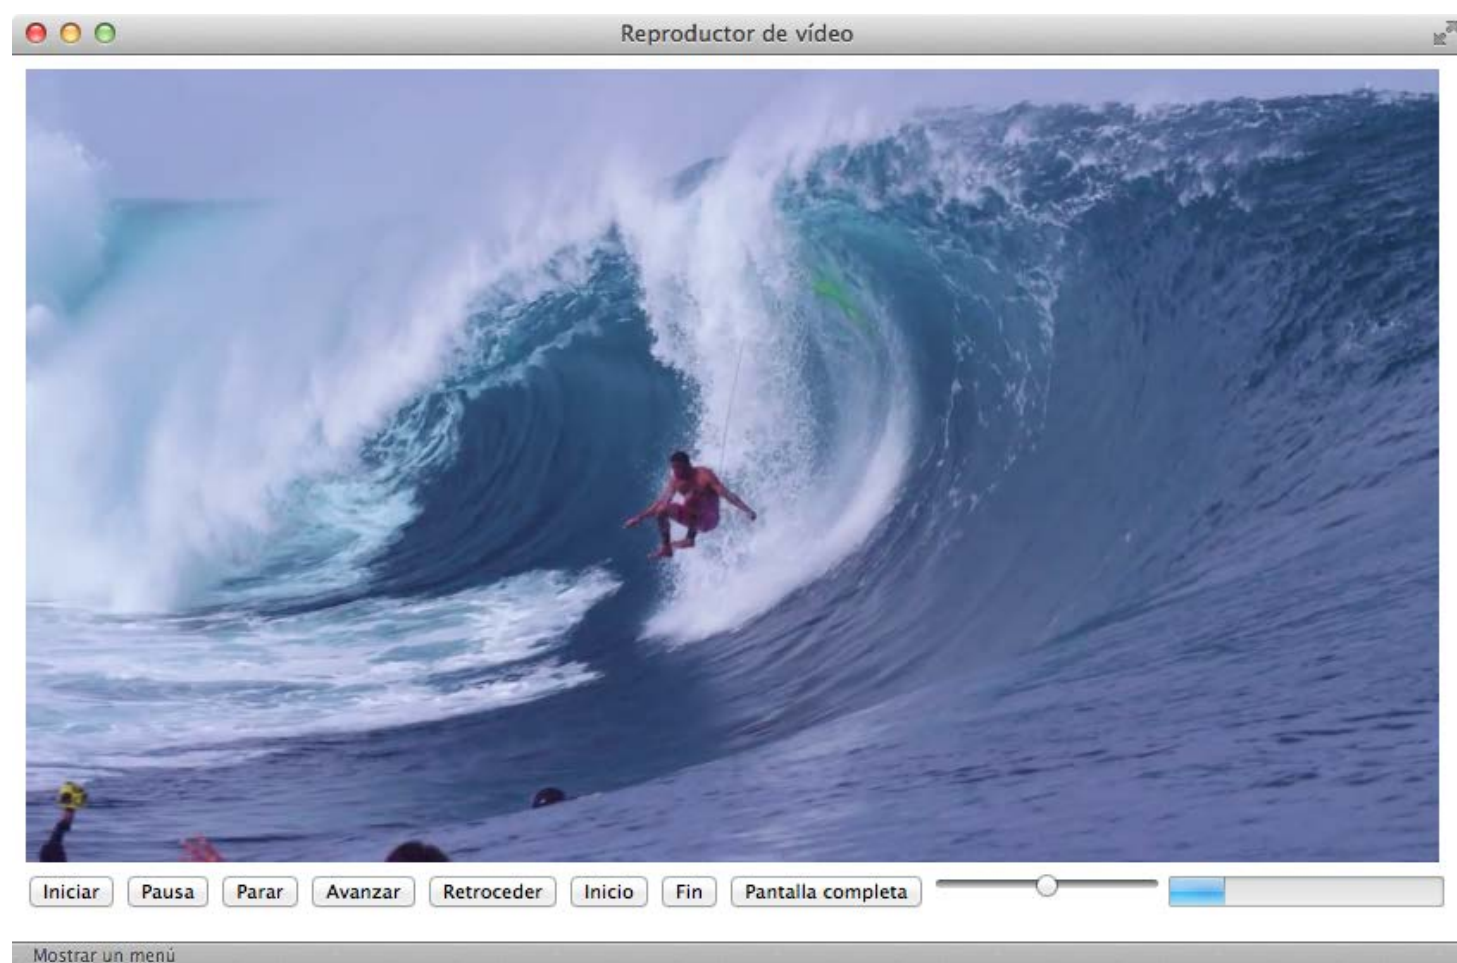 Reproductor de vídeo
Iniciar Pausa Parar Avanzar Retroceder Inicio Fin Pantalla completa
Mostrar un menú